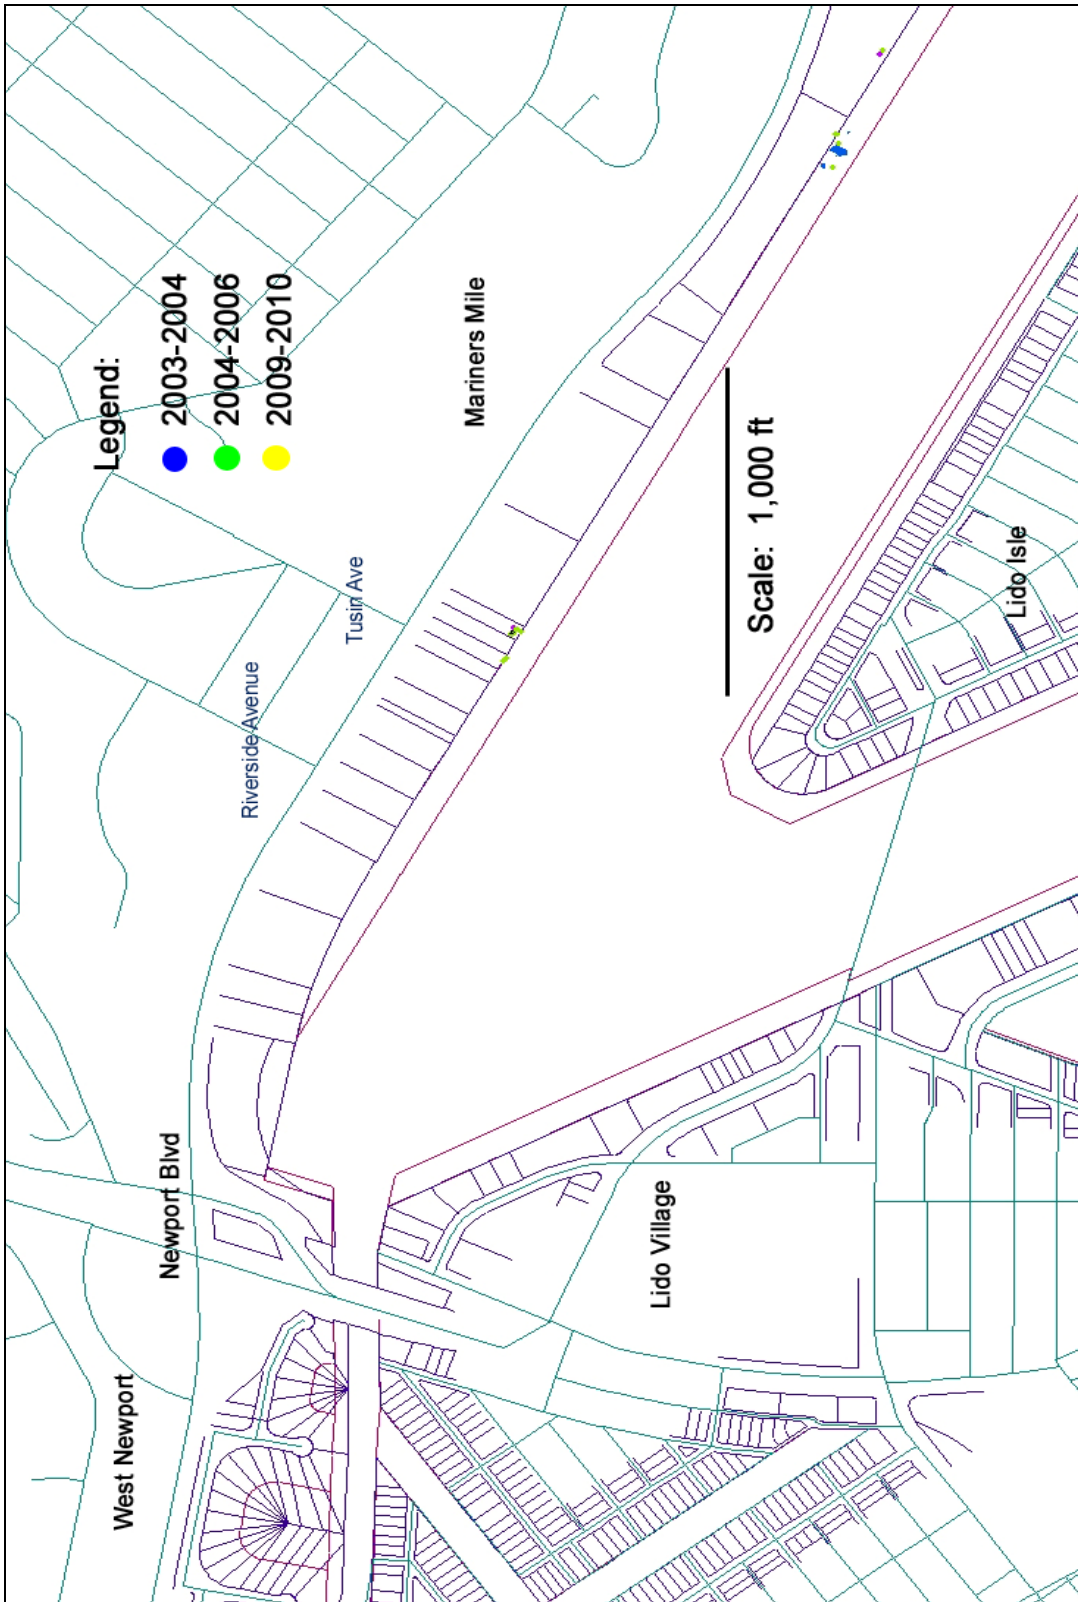 Legend:
2003-2004
2004-2006
2009-2010
Mariners Mile
Tusin Ave
Riverside Avenue
Scale: 1,000 ft
Lido Isle
Newport Blvd
Lido Village
West Newport